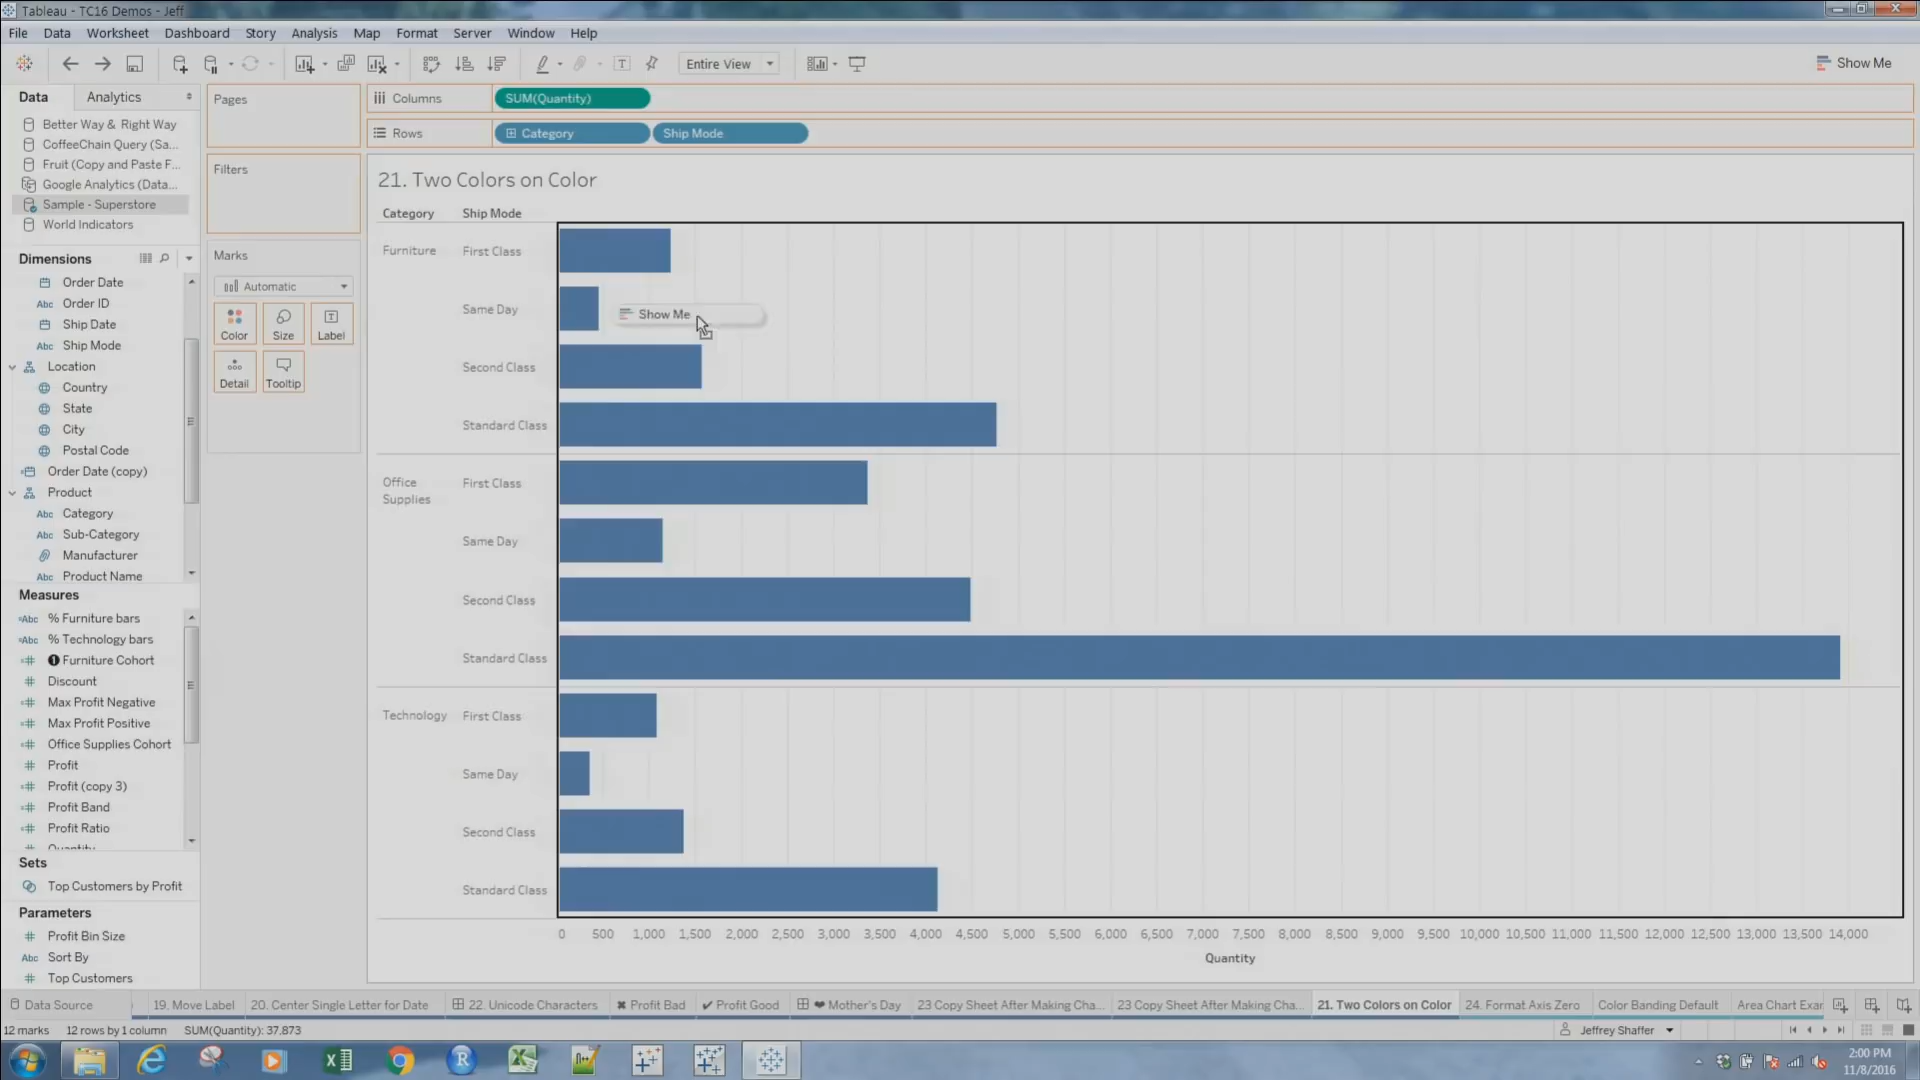 Tableau - TC16 Demos - Jeff
File Data Worksheet Dashboard Story Analysis Map Format Server Window Help
Entire View
Show Me
Data Analytics
Better Way & Right Way
CoffeeChain Query (Sa...
Fruit (Copy and Paste F...
Google Analytics (Data...
Sample - Superstore
World Indicators
Dimensions
Order Date
Abc Order ID
Ship Date
Abc Ship Mode
Location
Country
State
City
Postal Code
Order Date (copy)
Product
Abc Category
Abc Sub-Category
Manufacturer
Abc Product Name
Measures
=Abc % Furniture bars
=Abc % Technology bars
=# ❶ Furniture Cohort
# Discount
=# Max Profit Negative
=# Max Profit Positive
=# Office Supplies Cohort
# Profit
=# Profit (copy 3)
=# Profit Band
=# Profit Ratio
# Quantity
Sets
Top Customers by Profit
Parameters
# Profit Bin Size
Abc Sort By
# Top Customers
Pages
Filters
Marks
Automatic
Color Size Label
Detail Tooltip
Columns SUM(Quantity)
Rows Category Ship Mode
21. Two Colors on Color
Category Ship Mode
Furniture First Class
Same Day
Show Me
Second Class
Standard Class
Office Supplies First Class
Same Day
Second Class
Standard Class
Technology First Class
Same Day
Second Class
Standard Class
0 500 1,000 1,500 2,000 2,500 3,000 3,500 4,000 4,500 5,000 5,500 6,000 6,500 7,000 7,500 8,000 8,500 9,000 9,500 10,000 10,500 11,000 11,500 12,000 12,500 13,000 13,500 14,000
Quantity
Data Source 19. Move Label 20. Center Single Letter for Date 22. Unicode Characters ✖ Profit Bad ✔ Profit Good ❤ Mother's Day 23 Copy Sheet After Making Cha... 23 Copy Sheet After Making Cha... 21. Two Colors on Color 24. Format Axis Zero Color Banding Default Area Chart Exar
12 marks 12 rows by 1 column SUM(Quantity): 37,873 Jeffrey Shaffer
2:00 PM
11/8/2016